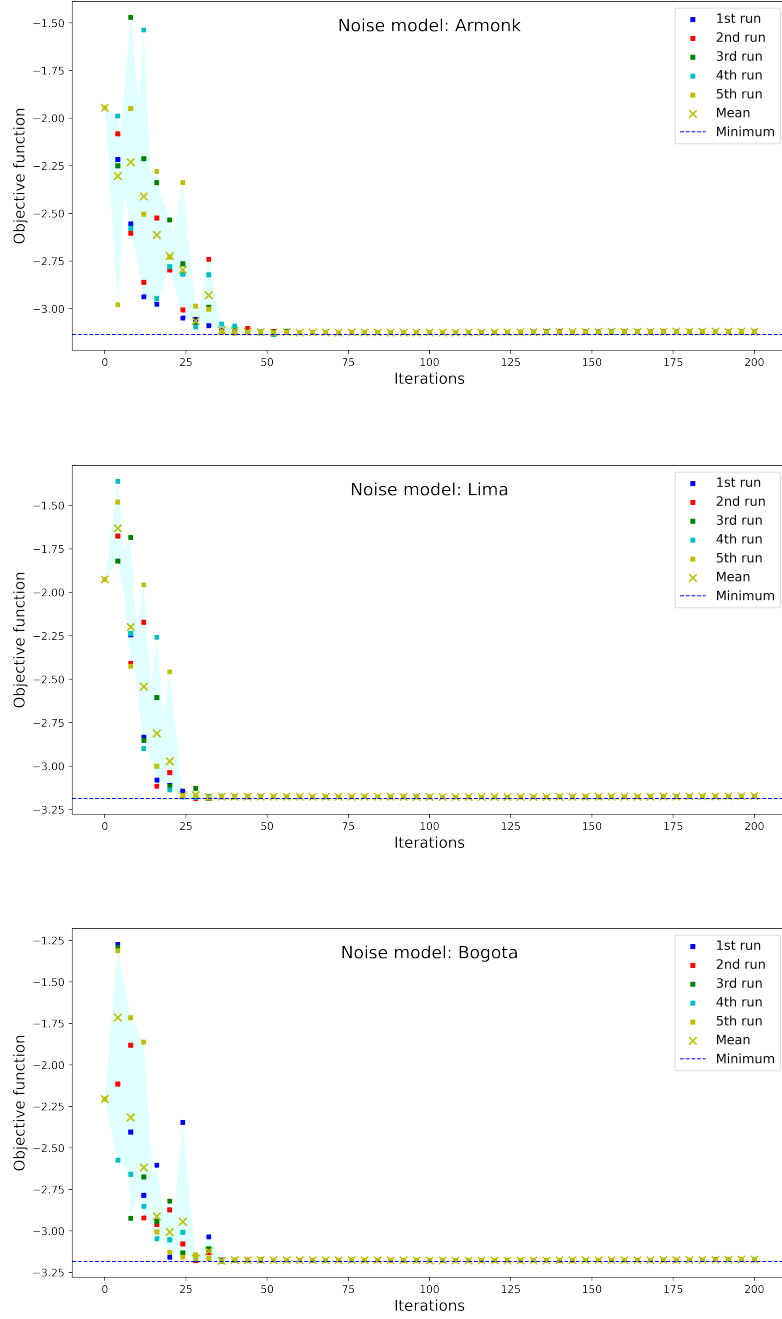 Noise model: Armonk
1st run
2nd run
3rd run
4th run
5th run
Mean
Minimum
Objective function
−1.50
−1.75
−2.00
−2.25
−2.50
−2.75
−3.00
0 25 50 75 100 125 150 175 200
Iterations
Noise model: Lima
1st run
2nd run
3rd run
4th run
5th run
Mean
Minimum
Objective function
−1.50
−1.75
−2.00
−2.25
−2.50
−2.75
−3.00
−3.25
0 25 50 75 100 125 150 175 200
Iterations
Noise model: Bogota
1st run
2nd run
3rd run
4th run
5th run
Mean
Minimum
Objective function
−1.25
−1.50
−1.75
−2.00
−2.25
−2.50
−2.75
−3.00
−3.25
0 25 50 75 100 125 150 175 200
Iterations